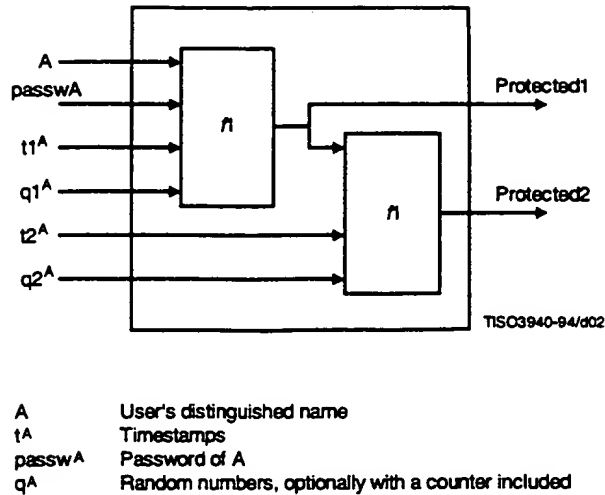 A
passwA
t1ᴬ
q1ᴬ
t2ᴬ
q2ᴬ
f1
f1
Protected1
Protected2
TISO3940-94/d02
A User's distinguished name
tᴬ Timestamps
passwᴬ Password of A
qᴬ Random numbers, optionally with a counter included